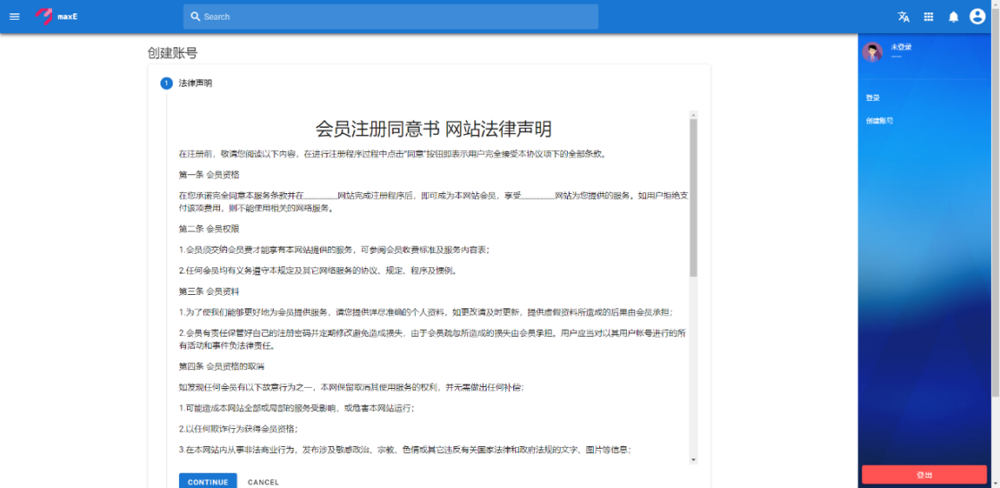 maxE
Search
创建账号
1 法律声明
会员注册同意书 网站法律声明
在注册前，敬请您阅读以下内容，在进行注册程序过程中点击“同意”按钮即表示用户完全接受本协议项下的全部条款。
第一条 会员资格
在您承诺完全同意本服务条款并在________网站完成注册程序后，即可成为本网站会员，享受________网站为您提供的服务。如用户拒绝支
付该项费用，则不能使用相关的网络服务。
第二条 会员权限
1.会员须交纳会员费才能享有本网站提供的服务，可参阅会员收费标准及服务内容表；
2.任何会员均有义务遵守本规定及其它网络服务的协议、规定、程序及惯例。
第三条 会员资料
1.为了使我们能够更好地为会员提供服务，请您提供详尽准确的个人资料，如更改请及时更新，提供虚假资料所造成的后果由会员承担；
2.会员有责任保管好自己的注册密码并定期修改避免造成损失，由于会员疏忽所造成的损失由会员承担。用户应当对以其用户帐号进行的所
有活动和事件负法律责任。
第四条 会员资格的取消
如发现任何会员有以下故意行为之一，本网保留取消其使用服务的权利，并无需做出任何补偿；
1.可能造成本网站全部或局部的服务受影响，或危害本网站运行；
2.以任何欺诈行为获得会员资格；
3.在本网站内从事非法商业行为，发布涉及敏感政治、宗教、色情或其它违反有关国家法律和政府法规的文字、图片等信息；
CONTINUE CANCEL
未登录
登录
创建账号
登出